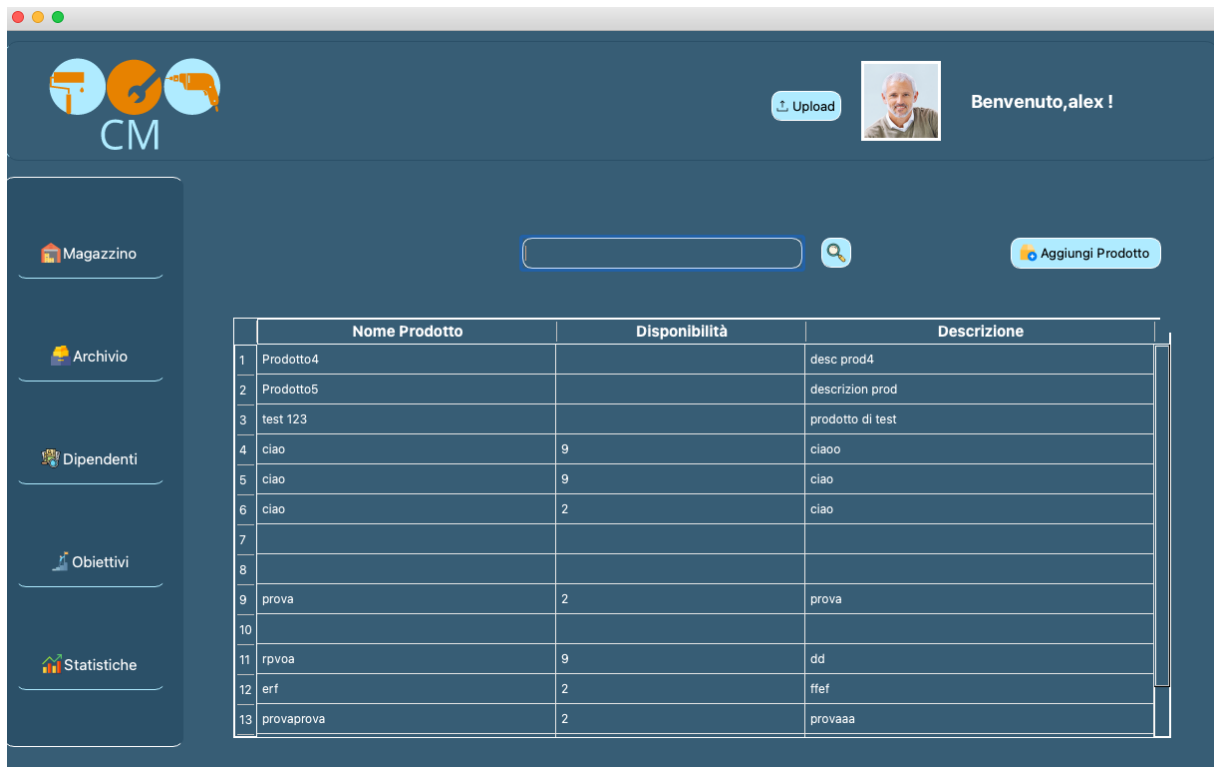 CM
Upload
Benvenuto,alex !
Magazzino
Archivio
Dipendenti
Obiettivi
Statistiche
Aggiungi Prodotto
Nome Prodotto Disponibilità Descrizione
1 Prodotto4 desc prod4
2 Prodotto5 descrizion prod
3 test 123 prodotto di test
4 ciao 9 ciaoo
5 ciao 9 ciao
6 ciao 2 ciao
7
8
9 prova 2 prova
10
11 rpvoa 9 dd
12 erf 2 ffef
13 provaprova 2 provaaa